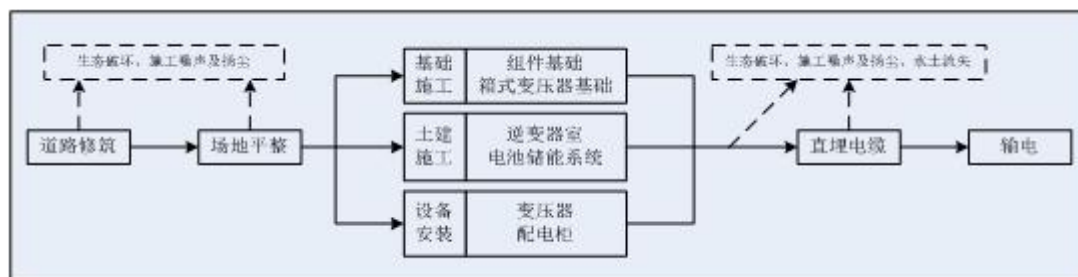 生态破坏、施工噪声及扬尘
道路修筑
场地平整
基础
施工
组件基础
箱式变压器基础
土建
施工
逆变器室
电池储能系统
设备
安装
变压器
配电柜
生态破坏、施工噪声及扬尘、水土流失
直埋电缆
输电